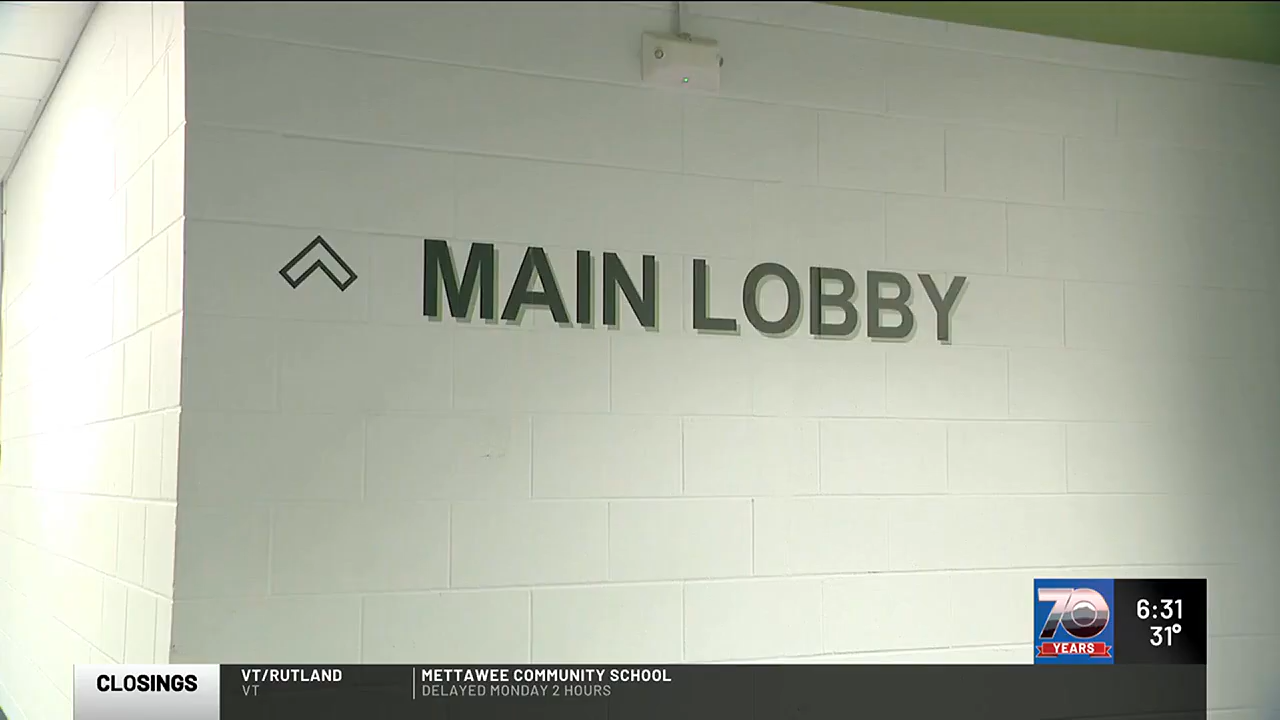 MAIN LOBBY
70
YEARS
6:31
31°
CLOSINGS
VT/RUTLAND
VT
METTAWEE COMMUNITY SCHOOL
DELAYED MONDAY 2 HOURS